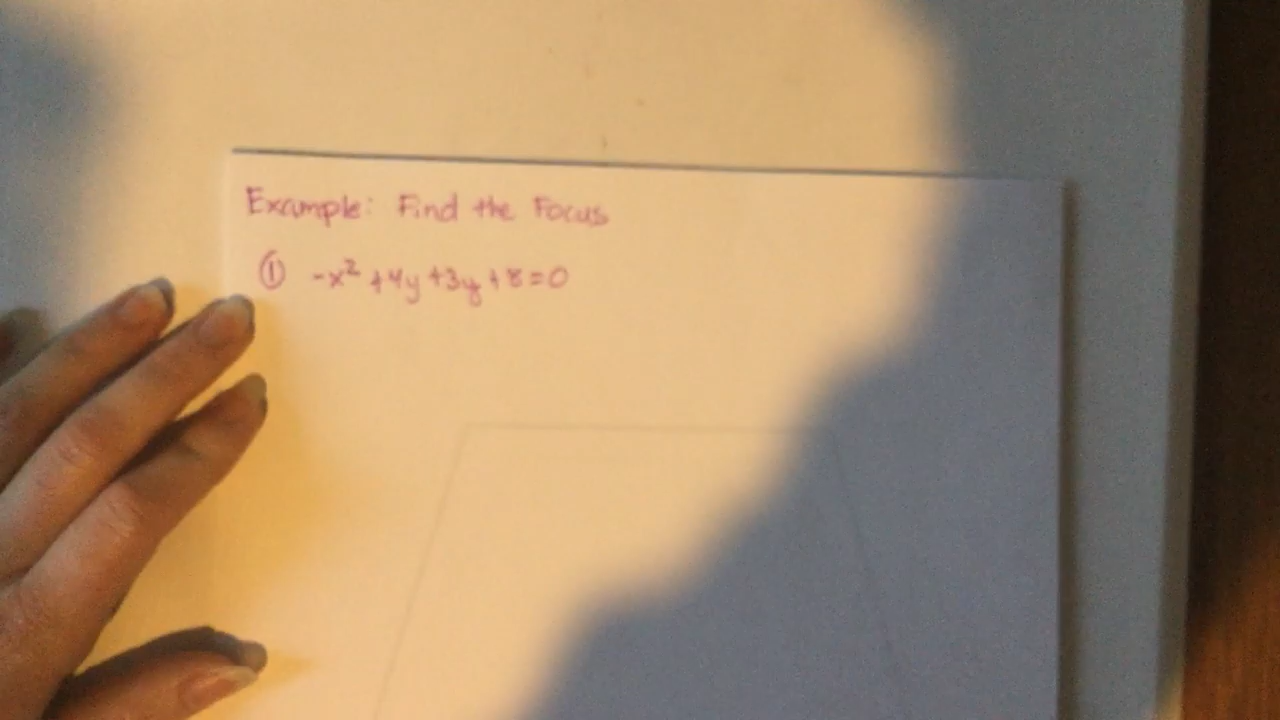 Example: Find the Focus
① -x² +4y +3y +8=0